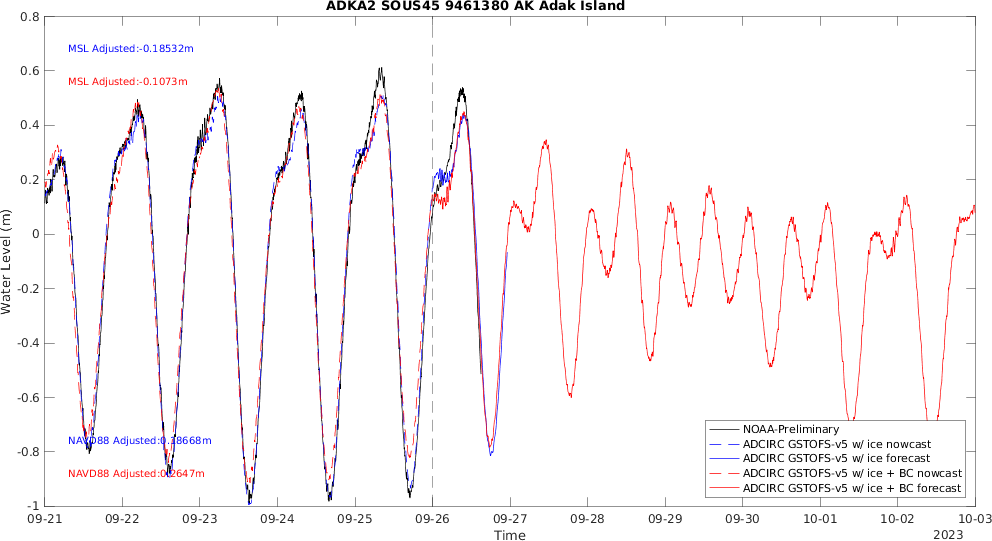 ADKA2 SOUS45 9461380 AK Adak Island
MSL Adjusted:-0.18532m
MSL Adjusted:-0.1073m
NAVD88 Adjusted:0.18668m
NAVD88 Adjusted:0.2647m
Water Level (m)
0.8
0.6
0.4
0.2
0
-0.2
-0.4
-0.6
-0.8
-1
NOAA-Preliminary
ADCIRC GSTOFS-v5 w/ ice nowcast
ADCIRC GSTOFS-v5 w/ ice forecast
ADCIRC GSTOFS-v5 w/ ice + BC nowcast
ADCIRC GSTOFS-v5 w/ ice + BC forecast
09-21 09-22 09-23 09-24 09-25 09-26 09-27 09-28 09-29 09-30 10-01 10-02 10-03
Time
2023